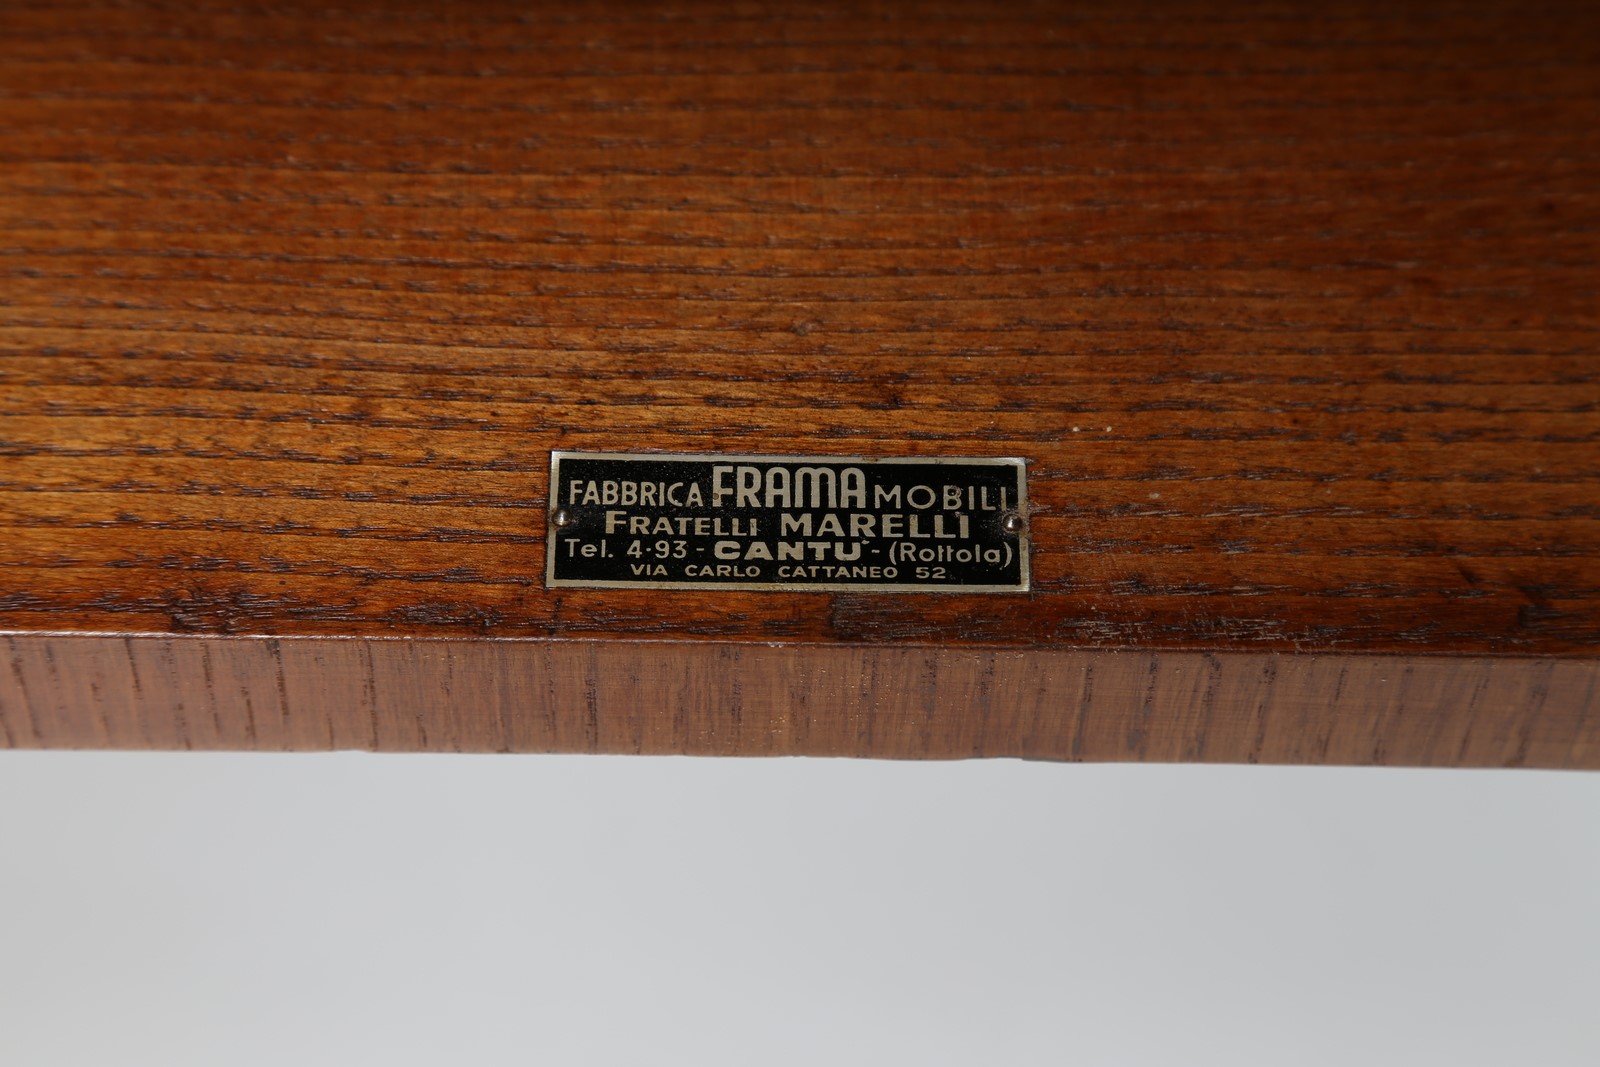 FABBRICA FRAMA MOBILI
FRATELLI MARELLI
Tel. 4·93 - CANTU' - (Rottola)
VIA CARLO CATTANEO 52